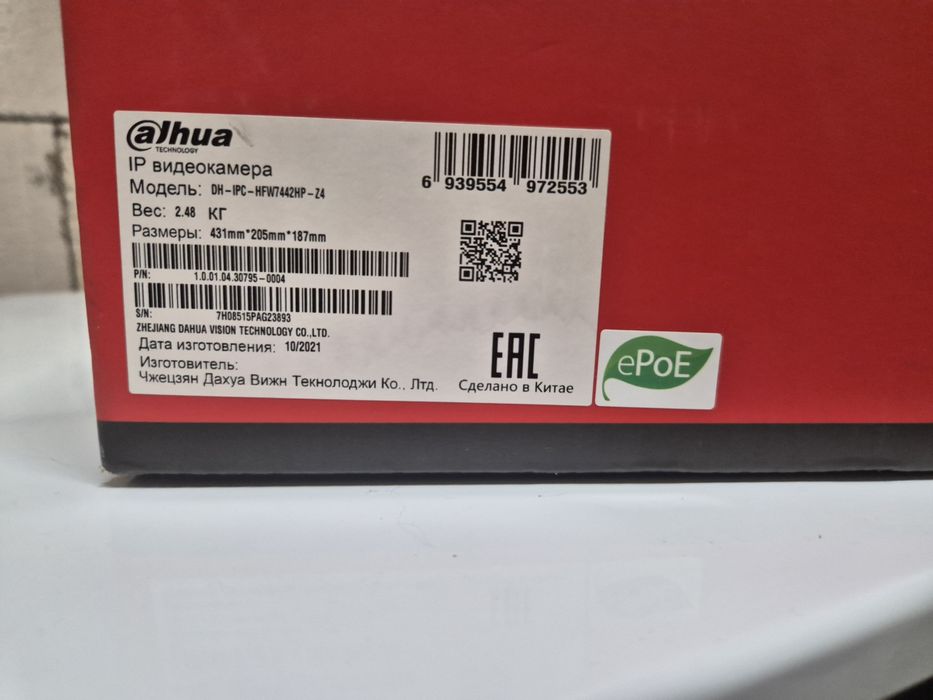 alhua
TECHNOLOGY
IP видеокамера
Модель: DH-IPC-HFW7442HP-Z4
Вес: 2.48 КГ
Размеры: 431mm*205mm*187mm
6 939554 972553
P/N: 1.0.01.04.30795-0004
S/N: 7H08515PAG23893
ZHEJIANG DAHUA VISION TECHNOLOGY CO.,LTD.
Дата изготовления: 10/2021
Изготовитель:
Чжецзян Дахуа Вижн Текнолоджи Ко., Лтд.
EAC
Сделано в Китае
ePoE